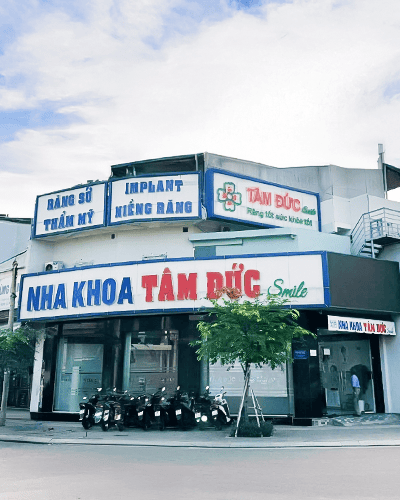 RĂNG SỨ
THẨM MỸ
IMPLANT
NIỀNG RĂNG
TÂM ĐỨC Smile
Răng tốt sức khỏe tốt
NHA KHOA TÂM ĐỨC Smile
NHA KHOA TÂM ĐỨC